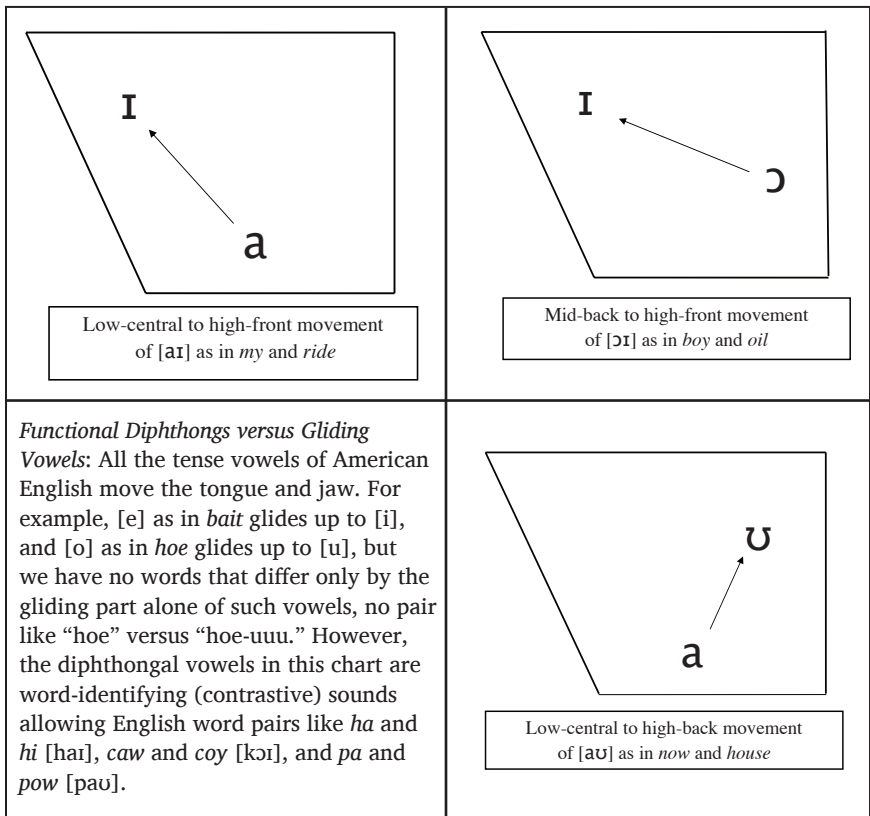 ɪ
a
Low-central to high-front movement
of [aɪ] as in my and ride
ɪ
ɔ
Mid-back to high-front movement
of [ɔɪ] as in boy and oil
Functional Diphthongs versus Gliding
Vowels: All the tense vowels of American
English move the tongue and jaw. For
example, [e] as in bait glides up to [i],
and [o] as in hoe glides up to [u], but
we have no words that differ only by the
gliding part alone of such vowels, no pair
like “hoe” versus “hoe-uuu.” However,
the diphthongal vowels in this chart are
word-identifying (contrastive) sounds
allowing English word pairs like ha and
hi [haɪ], caw and coy [kɔɪ], and pa and
pow [paʊ].
ʊ
a
Low-central to high-back movement
of [aʊ] as in now and house